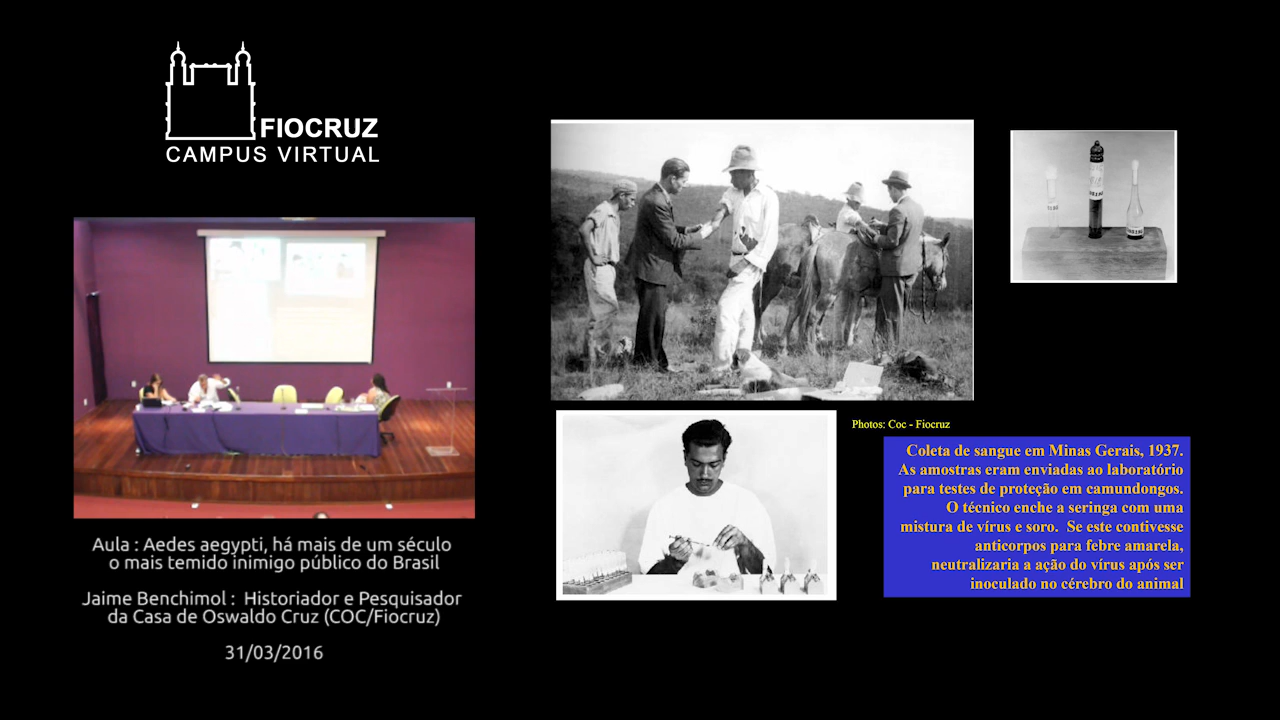 FIOCRUZ
CAMPUS VIRTUAL
Aula : Aedes aegypti, há mais de um século
o mais temido inimigo público do Brasil
Jaime Benchimol : Historiador e Pesquisador
da Casa de Oswaldo Cruz (COC/Fiocruz)
31/03/2016
Photos: Coc - Fiocruz
Coleta de sangue em Minas Gerais, 1937.
As amostras eram enviadas ao laboratório
para testes de proteção em camundongos.
O técnico enche a seringa com uma
mistura de vírus e soro. Se este contivesse
anticorpos para febre amarela,
neutralizaria a ação do vírus após ser
inoculado no cérebro do animal